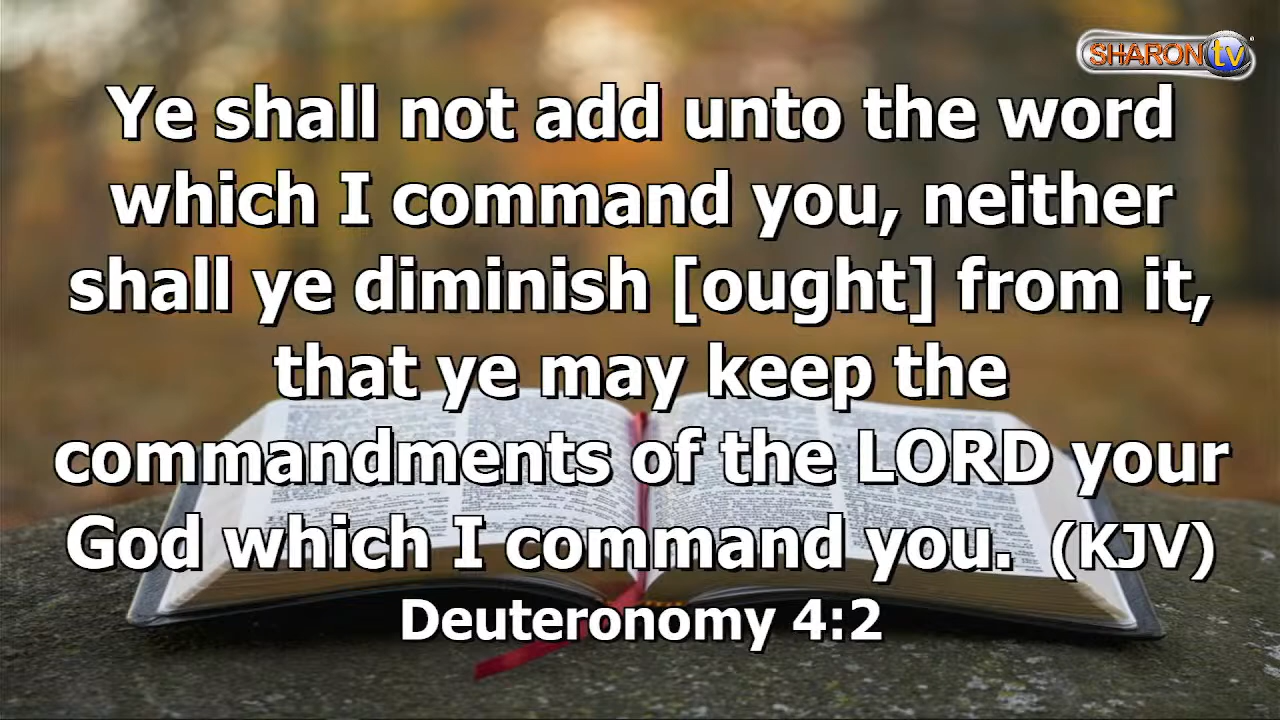 SHARON tv
Ye shall not add unto the word
which I command you, neither
shall ye diminish [ought] from it,
that ye may keep the
commandments of the LORD your
God which I command you. (KJV)
Deuteronomy 4:2